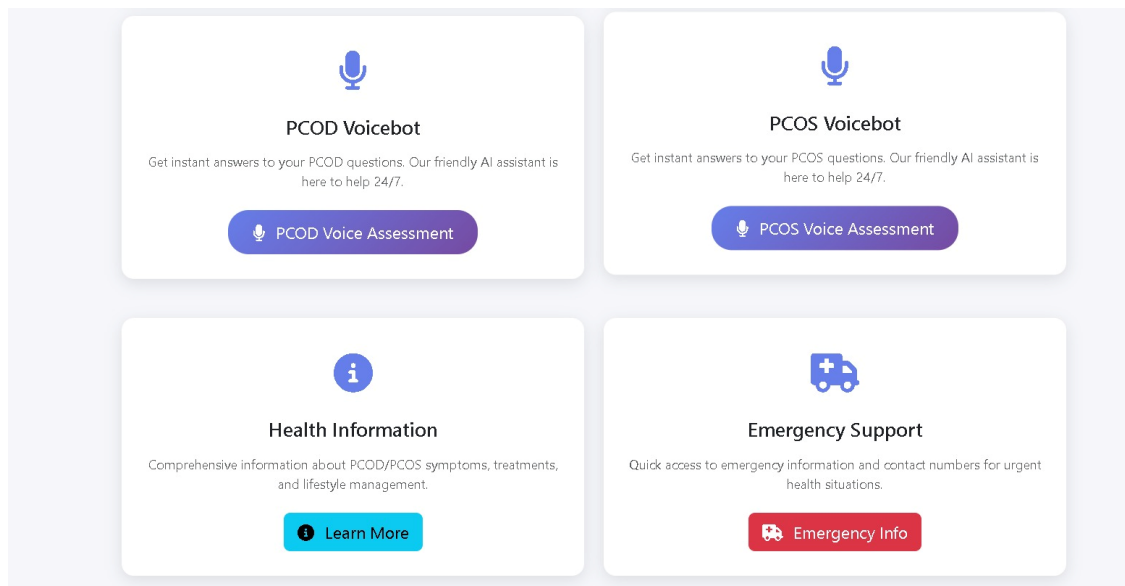 PCOD Voicebot
Get instant answers to your PCOD questions. Our friendly AI assistant is
here to help 24/7.
PCOD Voice Assessment
PCOS Voicebot
Get instant answers to your PCOS questions. Our friendly AI assistant is
here to help 24/7.
PCOS Voice Assessment
Health Information
Comprehensive information about PCOD/PCOS symptoms, treatments,
and lifestyle management.
Learn More
Emergency Support
Quick access to emergency information and contact numbers for urgent
health situations.
Emergency Info